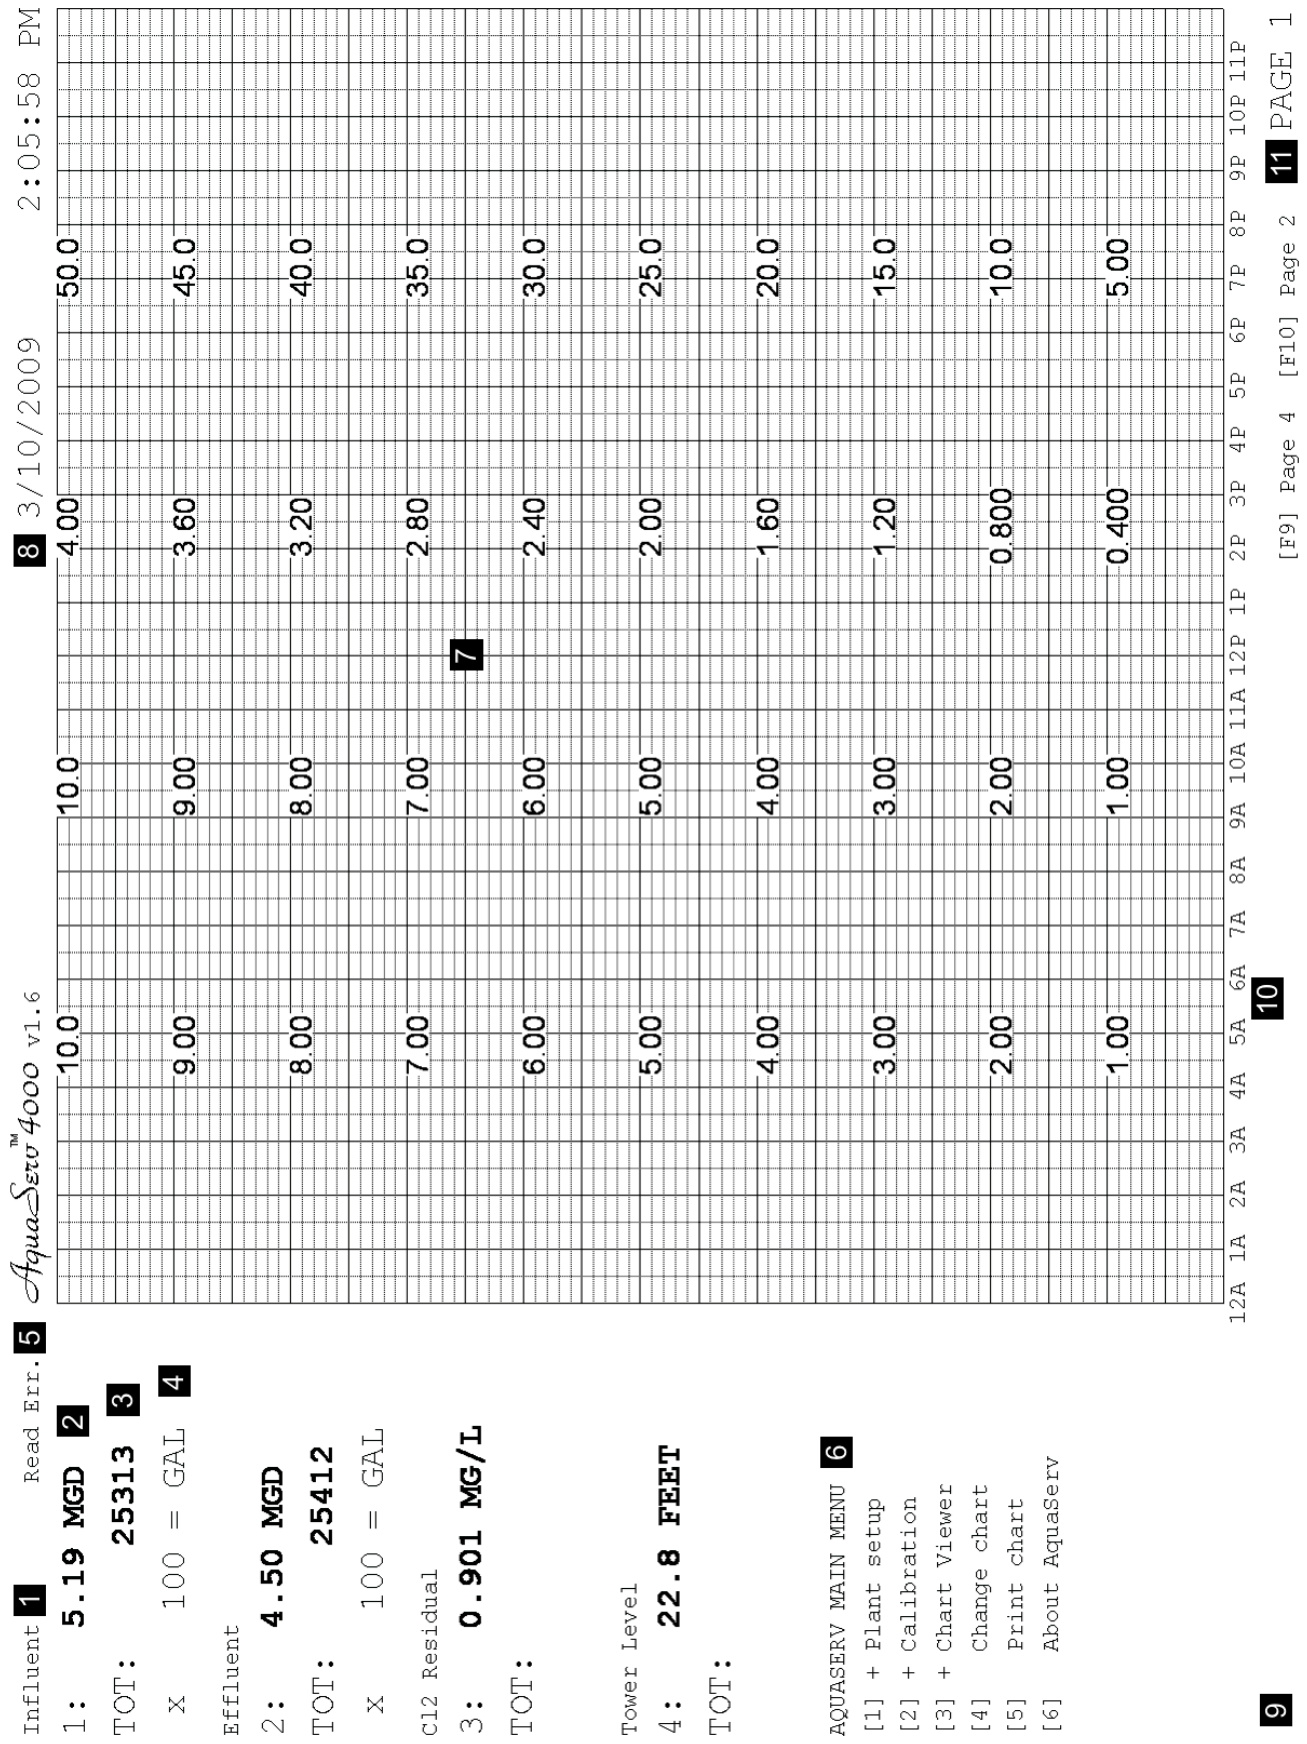 Influent 1 Read Err. 5 AquaServ™ 4000 v1.6 8 3/10/2009 2:05:58 PM
1: 5.19 MGD 2
TOT: 25313 3
x 100 = GAL 4
Effluent
2: 4.50 MGD
TOT: 25412
x 100 = GAL
Cl2 Residual
3: 0.901 MG/L
TOT:
Tower Level
4: 22.8 FEET
TOT:
AQUASERV MAIN MENU 6
[1] + Plant setup
[2] + Calibration
[3] + Chart Viewer
[4] Change chart
[5] Print chart
[6] About AquaServ
10.0 10.0 4.00 50.0
9.00 9.00 3.60 45.0
8.00 8.00 3.20 40.0
7.00 7.00 2.80 35.0
7
6.00 6.00 2.40 30.0
5.00 5.00 2.00 25.0
4.00 4.00 1.60 20.0
3.00 3.00 1.20 15.0
2.00 2.00 0.800 10.0
1.00 1.00 0.400 5.00
12A 1A 2A 3A 4A 5A 6A 7A 8A 9A 10A 11A 12P 1P 2P 3P 4P 5P 6P 7P 8P 9P 10P 11P
9 10 [F9] Page 4 [F10] Page 2 11 PAGE 1